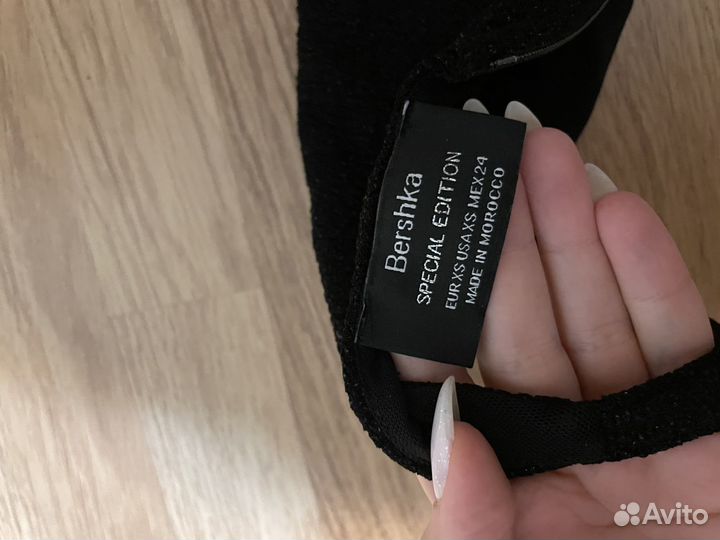 Bershka
SPECIAL EDITION
EUR XS USA XS MEX 24
MADE IN MOROCCO
Avito